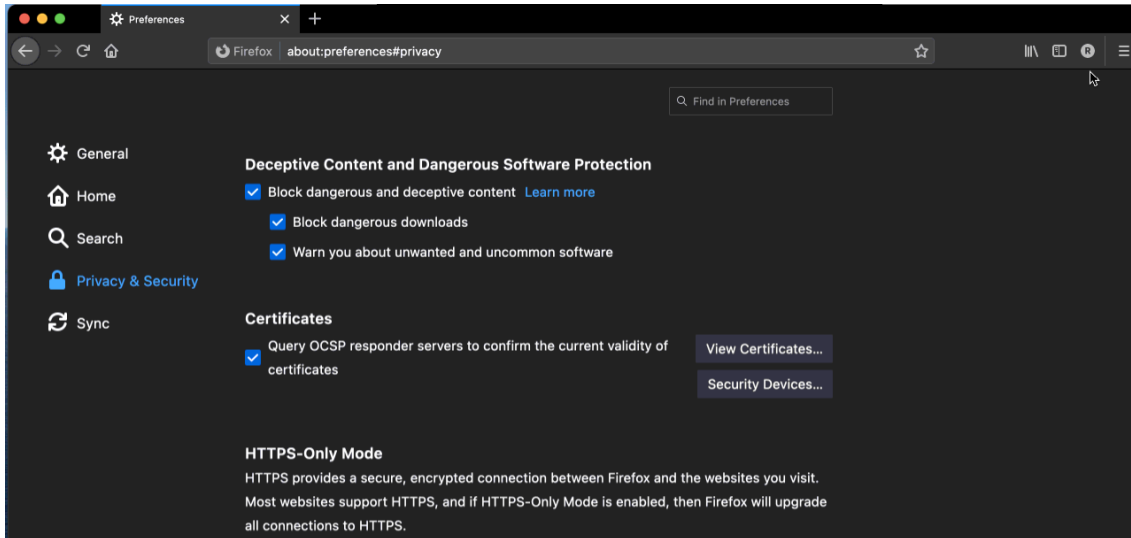 Preferences
Firefox about:preferences#privacy
R
Find in Preferences
General
Home
Search
Privacy & Security
Sync
Deceptive Content and Dangerous Software Protection
Block dangerous and deceptive content Learn more
Block dangerous downloads
Warn you about unwanted and uncommon software
Certificates
Query OCSP responder servers to confirm the current validity of
certificates
View Certificates...
Security Devices...
HTTPS-Only Mode
HTTPS provides a secure, encrypted connection between Firefox and the websites you visit.
Most websites support HTTPS, and if HTTPS-Only Mode is enabled, then Firefox will upgrade
all connections to HTTPS.